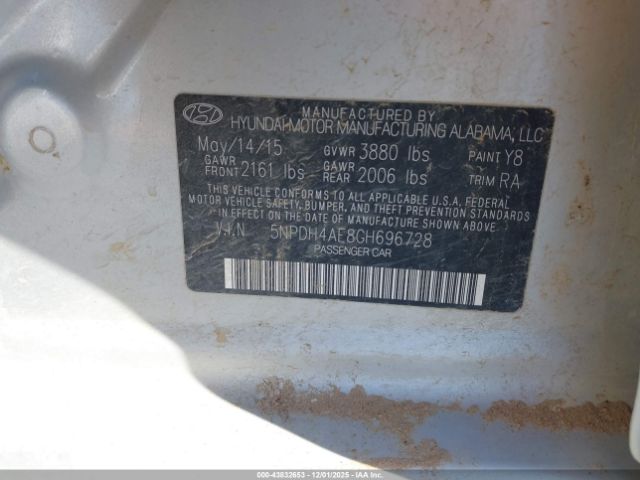 MANUFACTURED BY
HYUNDAI MOTOR MANUFACTURING ALABAMA, LLC
May/14/15 GVWR 3880 lbs PAINT Y8
GAWR FRONT 2161 lbs GAWR REAR 2006 lbs TRIM RA
THIS VEHICLE CONFORMS TO ALL APPLICABLE U.S.A. FEDERAL
MOTOR VEHICLE SAFETY, BUMPER, AND THEFT PREVENTION STANDARDS
IN EFFECT ON THE DATE OF MANUFACTURE SHOWN ABOVE.
V.I.N 5NPDH4AE8GH696728
PASSENGER CAR
000-43832653 • 12/01/2025 • IAA Holdings, LLC.